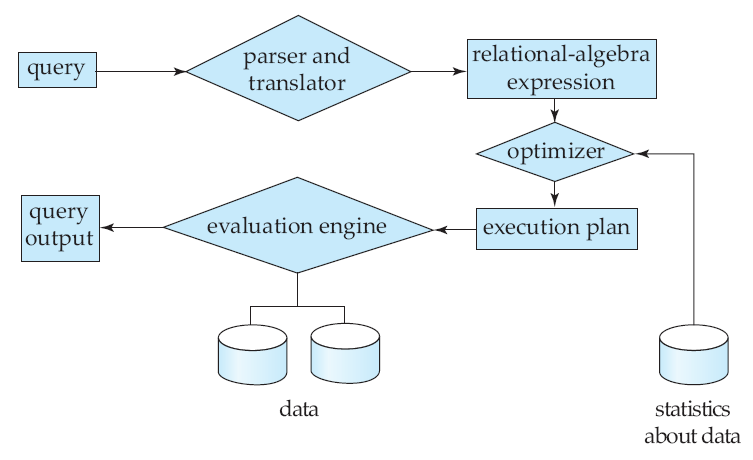 query
parser and
translator
relational-algebra
expression
optimizer
query
output
evaluation engine
execution plan
data
statistics
about data